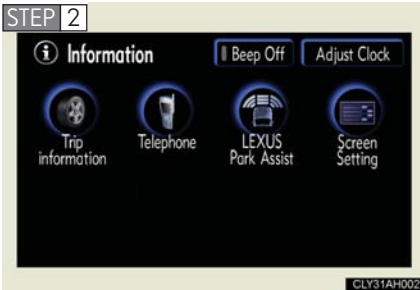 STEP 2
i Information
Beep Off
Adjust Clock
Trip
information
Telephone
LEXUS
Park Assist
Screen
Setting
CLY31AH002